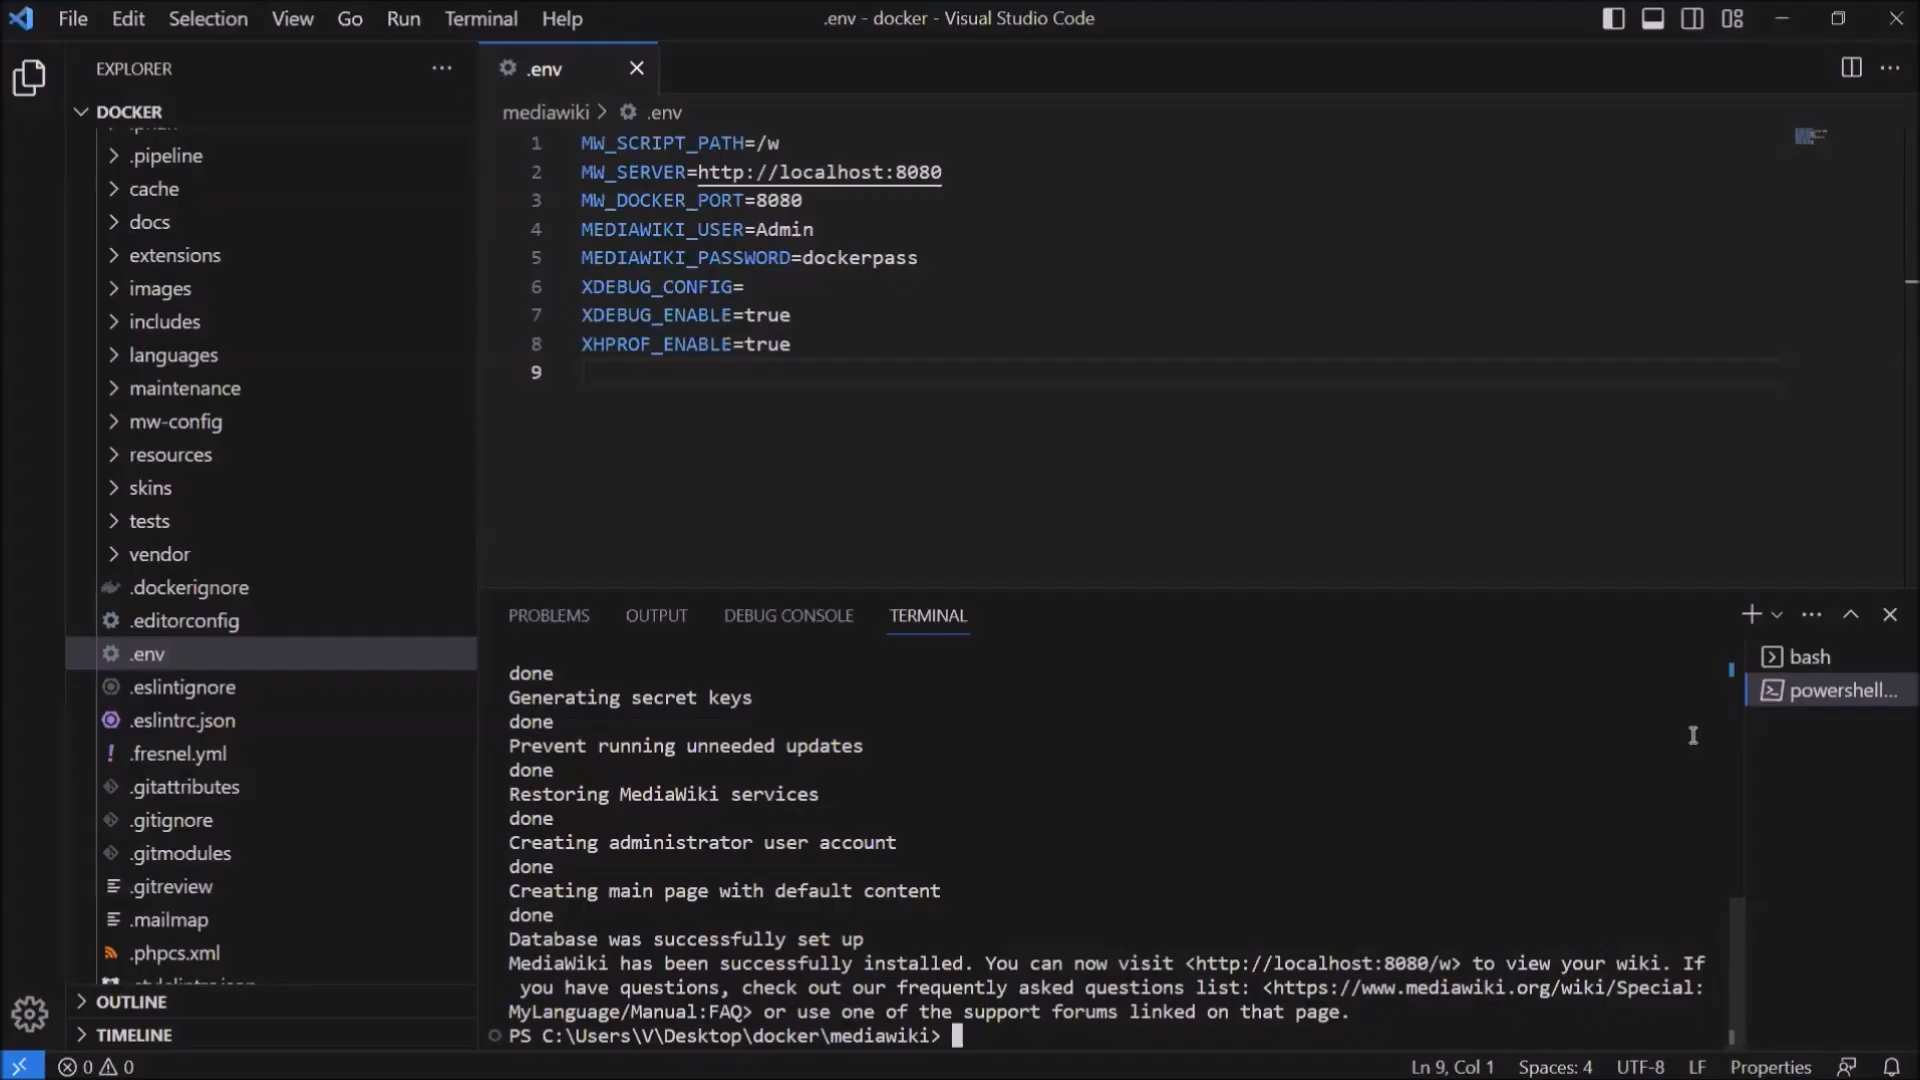 File Edit Selection View Go Run Terminal Help
.env - docker - Visual Studio Code
EXPLORER
DOCKER
.pipeline
cache
docs
extensions
images
includes
languages
maintenance
mw-config
resources
skins
tests
vendor
.dockerignore
.editorconfig
.env
.eslintignore
.eslintrc.json
.fresnel.yml
.gitattributes
.gitignore
.gitmodules
.gitreview
.mailmap
.phpcs.xml
OUTLINE
TIMELINE
.env
mediawiki > .env
1 MW_SCRIPT_PATH=/w
2 MW_SERVER=http://localhost:8080
3 MW_DOCKER_PORT=8080
4 MEDIAWIKI_USER=Admin
5 MEDIAWIKI_PASSWORD=dockerpass
6 XDEBUG_CONFIG=
7 XDEBUG_ENABLE=true
8 XHPROF_ENABLE=true
9
PROBLEMS OUTPUT DEBUG CONSOLE TERMINAL
done
Generating secret keys
done
Prevent running unneeded updates
done
Restoring MediaWiki services
done
Creating administrator user account
done
Creating main page with default content
done
Database was successfully set up
MediaWiki has been successfully installed. You can now visit <http://localhost:8080/w> to view your wiki. If
you have questions, check out our frequently asked questions list: <https://www.mediawiki.org/wiki/Special:
MyLanguage/Manual:FAQ> or use one of the support forums linked on that page.
PS C:\Users\V\Desktop\docker\mediawiki>
bash
powershell...
0 0
Ln 9, Col 1 Spaces: 4 UTF-8 LF Properties